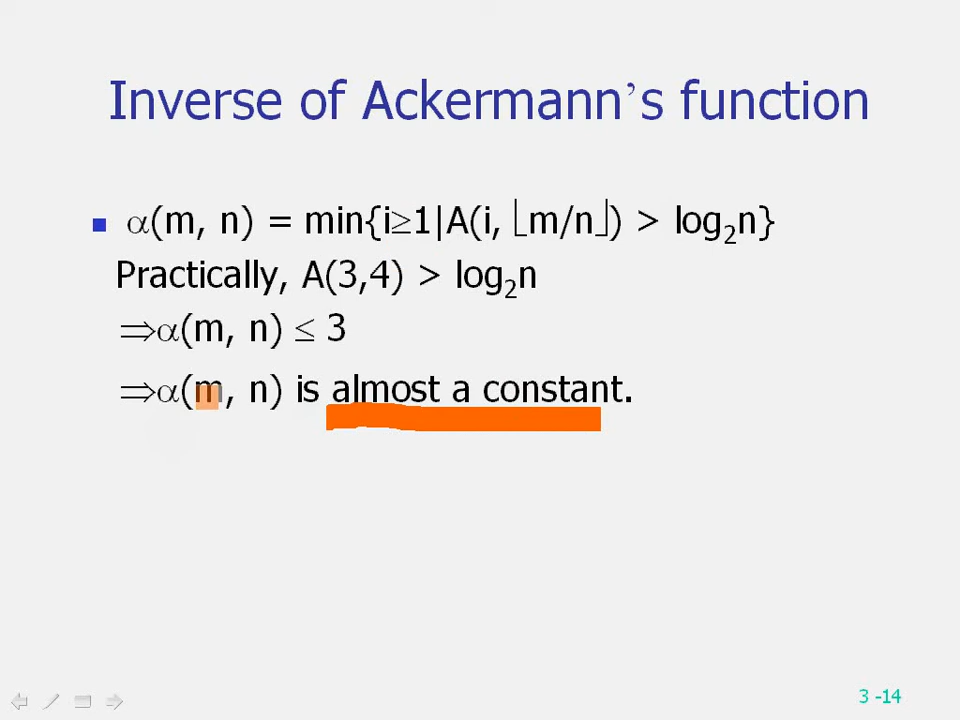 Inverse of Ackermann’s function
α(m, n) = min{i≥1|A(i, ⌊m/n⌋) > log₂n}
Practically, A(3,4) > log₂n
⇒α(m, n) ≤ 3
⇒α(m, n) is almost a constant.
3 -14